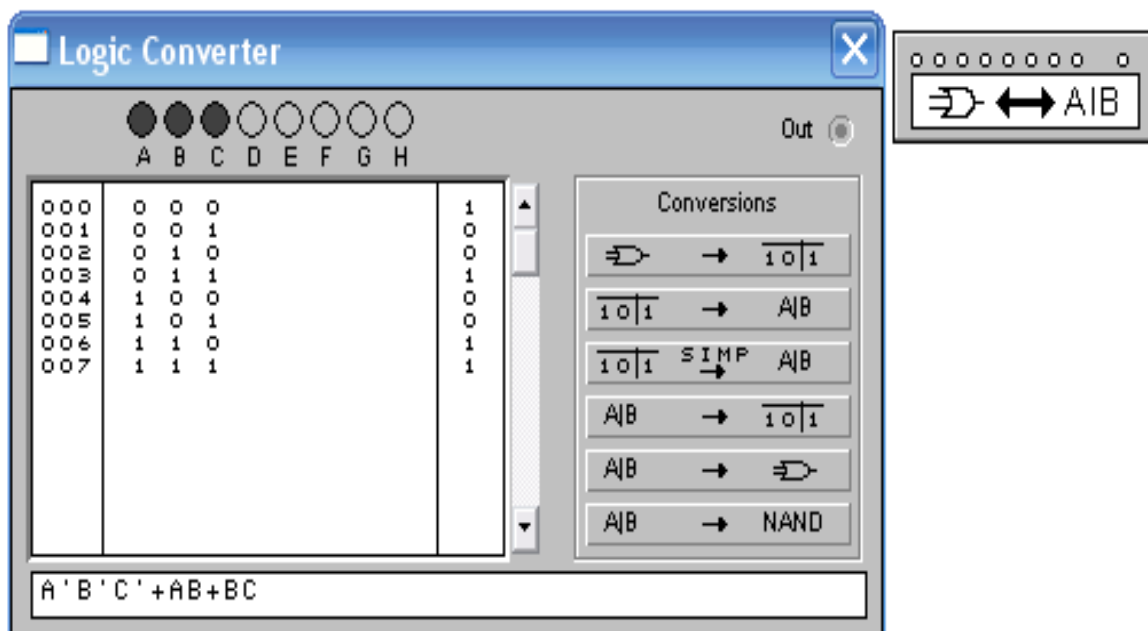 Logic Converter
A|B
Out
A B C D E F G H
Conversions
000 0 0 0 1
001 0 0 1 0
002 0 1 0 0
003 0 1 1 1
004 1 0 0 0
005 1 0 1 0
006 1 1 0 1
007 1 1 1 1
→ 1 0|1
1 0|1 → A|B
1 0|1 SIMP → A|B
A|B → 1 0|1
A|B →
A|B → NAND
A'B'C'+AB+BC